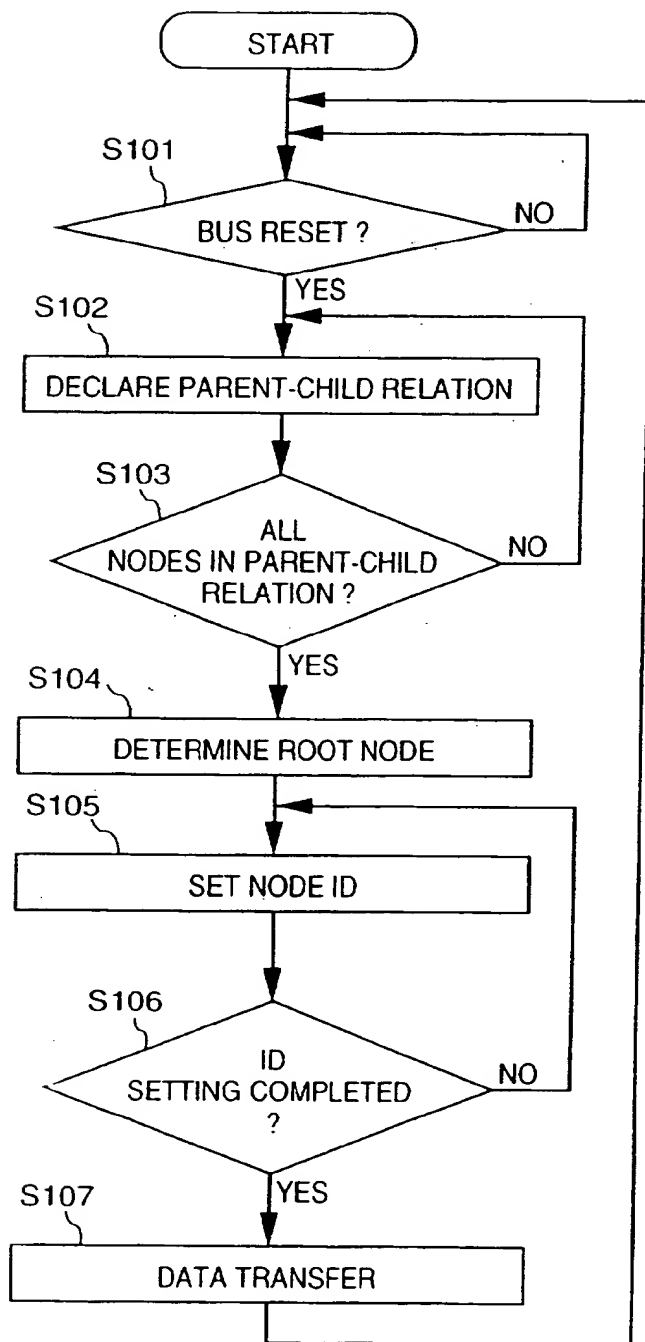 START
S101
BUS RESET ?
NO
YES
S102
DECLARE PARENT-CHILD RELATION
S103
ALL
NODES IN PARENT-CHILD
RELATION ?
NO
YES
S104
DETERMINE ROOT NODE
S105
SET NODE ID
S106
ID
SETTING COMPLETED
?
NO
YES
S107
DATA TRANSFER